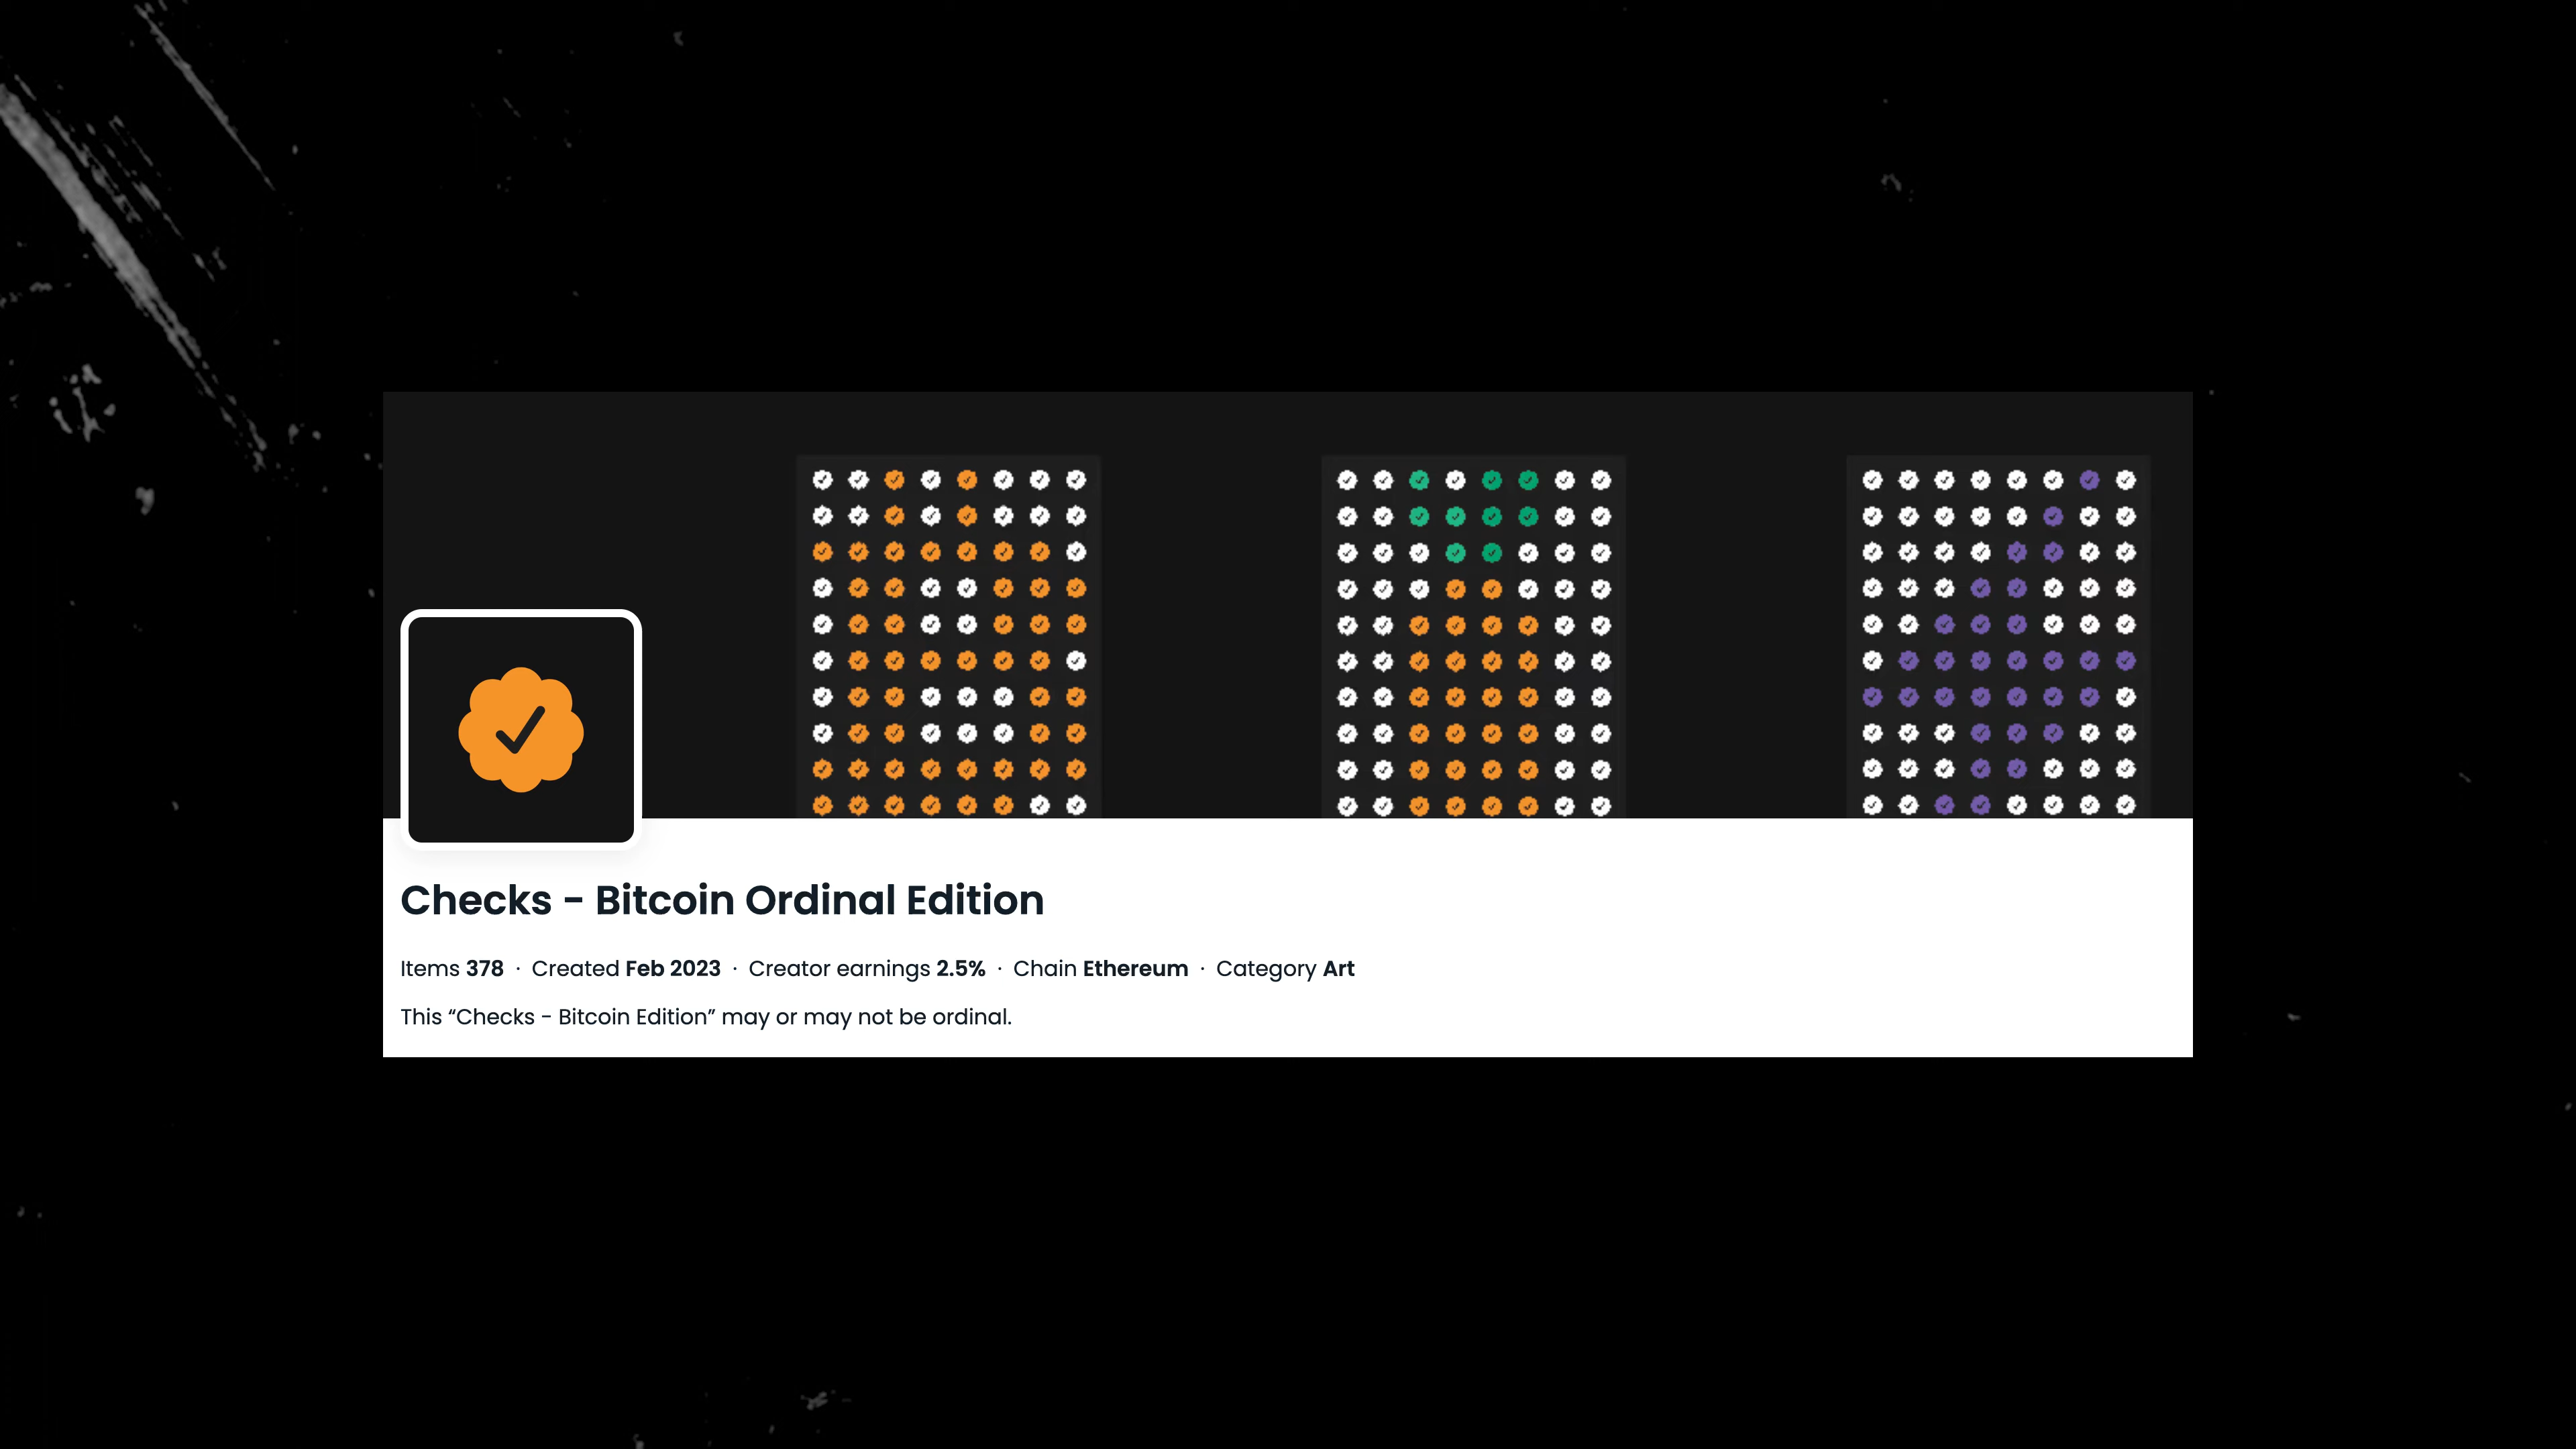 Checks - Bitcoin Ordinal Edition
Items 378 · Created Feb 2023 · Creator earnings 2.5% · Chain Ethereum · Category Art
This “Checks - Bitcoin Edition” may or may not be ordinal.